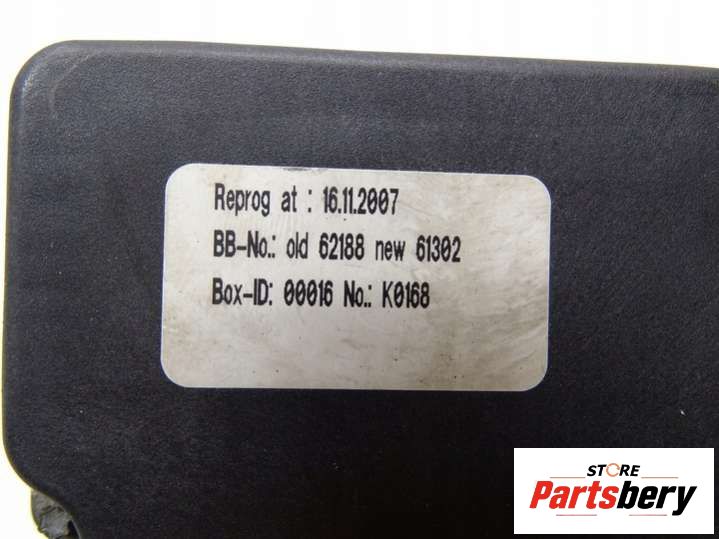 Reprog at : 16.11.2007
BB-No.: old 62188 new 61302
Box-ID: 00016 No.: K0168
STORE
Partsbery